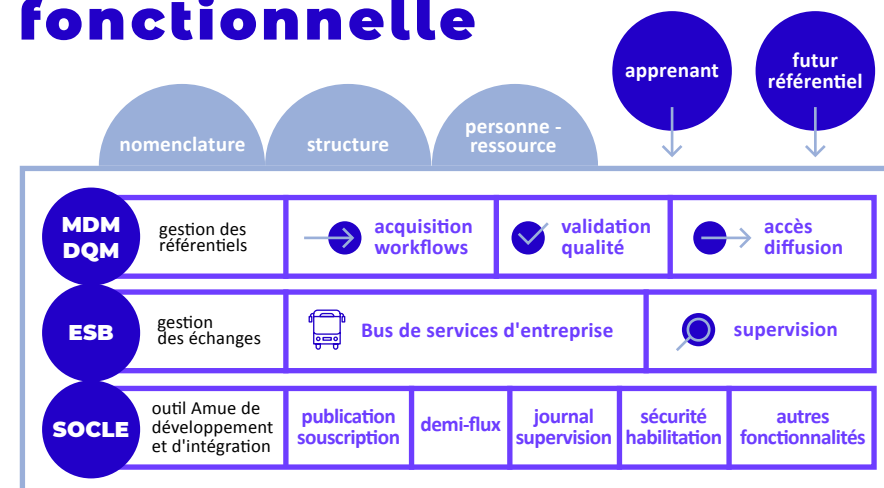 fonctionnelle
apprenant
futur
référentiel
nomenclature
structure
personne -
ressource
MDM
DQM
gestion des
référentiels
acquisition
workflows
validation
qualité
accès
diffusion
ESB
gestion
des échanges
Bus de services d'entreprise
supervision
SOCLE
outil Amue de
développement
et d'intégration
publication
souscription
demi-flux
journal
supervision
sécurité
habilitation
autres
fonctionnalités